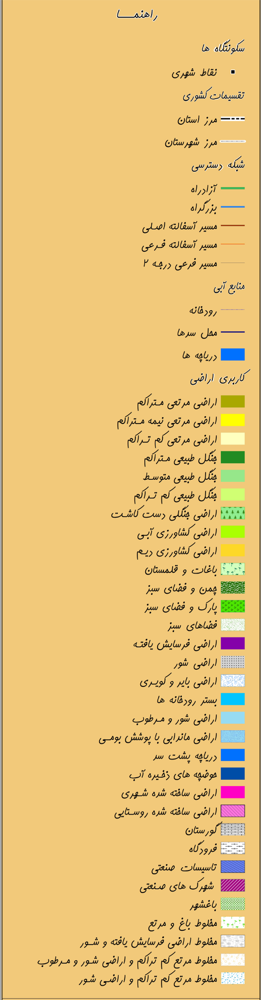 راهنمــا
سکونتگاه ها
نقاط شهری
تقسیمات کشوری
مرز استان
مرز شهرستان
شبکه دسترسی
آزادراه
بزرگراه
مسیر آسفالته اصلی
مسیر آسفالته فرعی
مسیر فرعی درجه ۲
منابع آبی
رودخانه
محل سدها
دریاچه ها
کاربری اراضی
اراضی مرتعی متراکم
اراضی مرتعی نیمه متراکم
اراضی مرتعی کم تراکم
جنگل طبیعی متراکم
جنگل طبیعی متوسط
جنگل طبیعی کم تراکم
اراضی جنگلی دست کاشت
اراضی کشاورزی آبی
اراضی کشاورزی دیم
باغات و قلمستان
چمن و فضای سبز
پارک و فضای سبز
فضاهای سبز
اراضی فرسایش یافته
اراضی شور
اراضی بایر و کویری
بستر رودخانه ها
اراضی شور و مرطوب
اراضی ماندابی با پوشش بومی
دریاچه پشت سد
حوضچه های ذخیره آب
اراضی ساخته شده شهری
اراضی ساخته شده روستایی
گورستان
فرودگاه
تاسیسات صنعتی
شهرک های صنعتی
باغشهر
مخلوط باغ و مرتع
مخلوط اراضی فرسایش یافته و شور
مخلوط مرتع کم تراکم و اراضی شور و مرطوب
مخلوط مرتع کم تراکم و اراضی شور